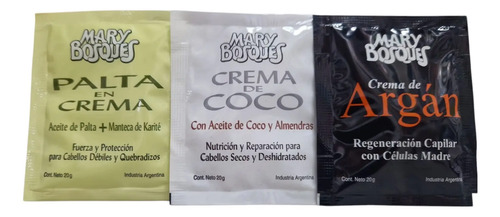 MARY
BOSQUES
PALTA
EN
CREMA
Aceite de Palta + Manteca de Karité
Fuerza y Protección
para Cabellos Débiles y Quebradizos
Cont. Neto 20g
Industria Argentina
MARY
BOSQUES
CREMA
DE
COCO
Con Aceite de Coco y Almendras
Nutrición y Reparación para
Cabellos Secos y Deshidratados
Cont. Neto 20g
Industria Argentina
MARY
BOSQUES
Crema de
Argán
Regeneración Capilar
con Células Madre
Cont. Neto 20g
Industria Argentina